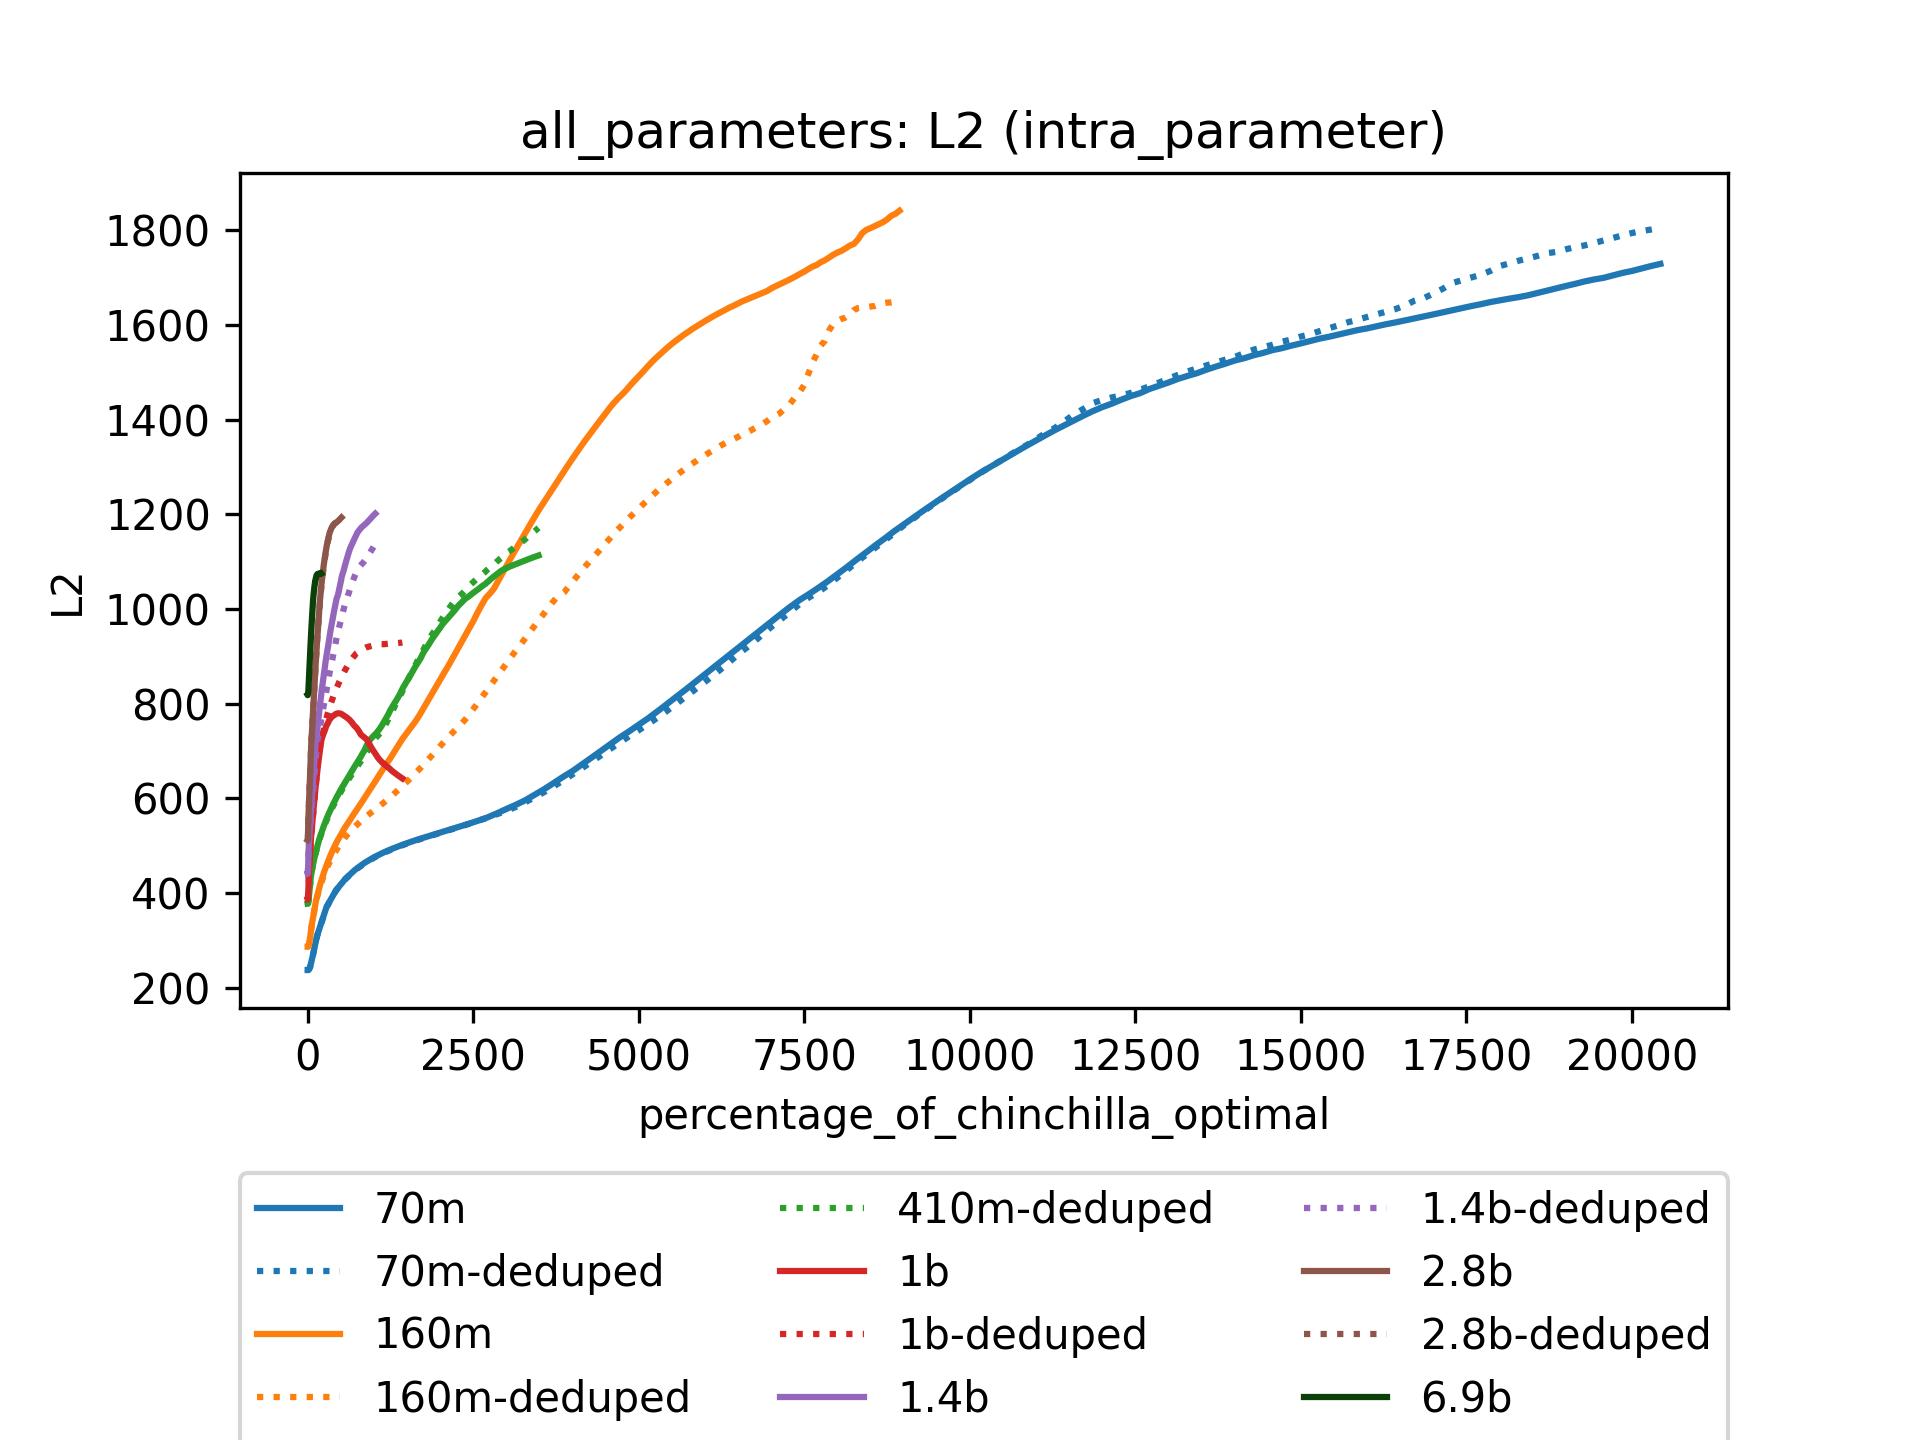 all_parameters: L2 (intra_parameter)
1800
1600
1400
1200
1000
800
600
400
200
L2
0 2500 5000 7500 10000 12500 15000 17500 20000
percentage_of_chinchilla_optimal
70m 410m-deduped 1.4b-deduped
70m-deduped 1b 2.8b
160m 1b-deduped 2.8b-deduped
160m-deduped 1.4b 6.9b